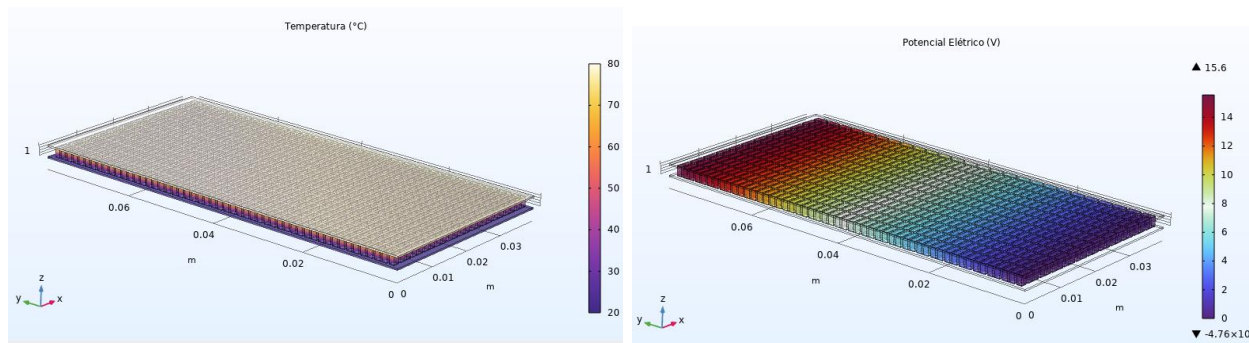 Temperatura (°C)
80
70
60
50
40
30
20
1
0.06
0.04
0.02
0
m
0
0.01
0.02
0.03
m
z
y
x
Potencial Elétrico (V)
▲ 15.6
14
12
10
8
6
4
2
0
▼ -4.76×10
1
0.06
0.04
0.02
0
m
0
0.01
0.02
0.03
m
z
y
x